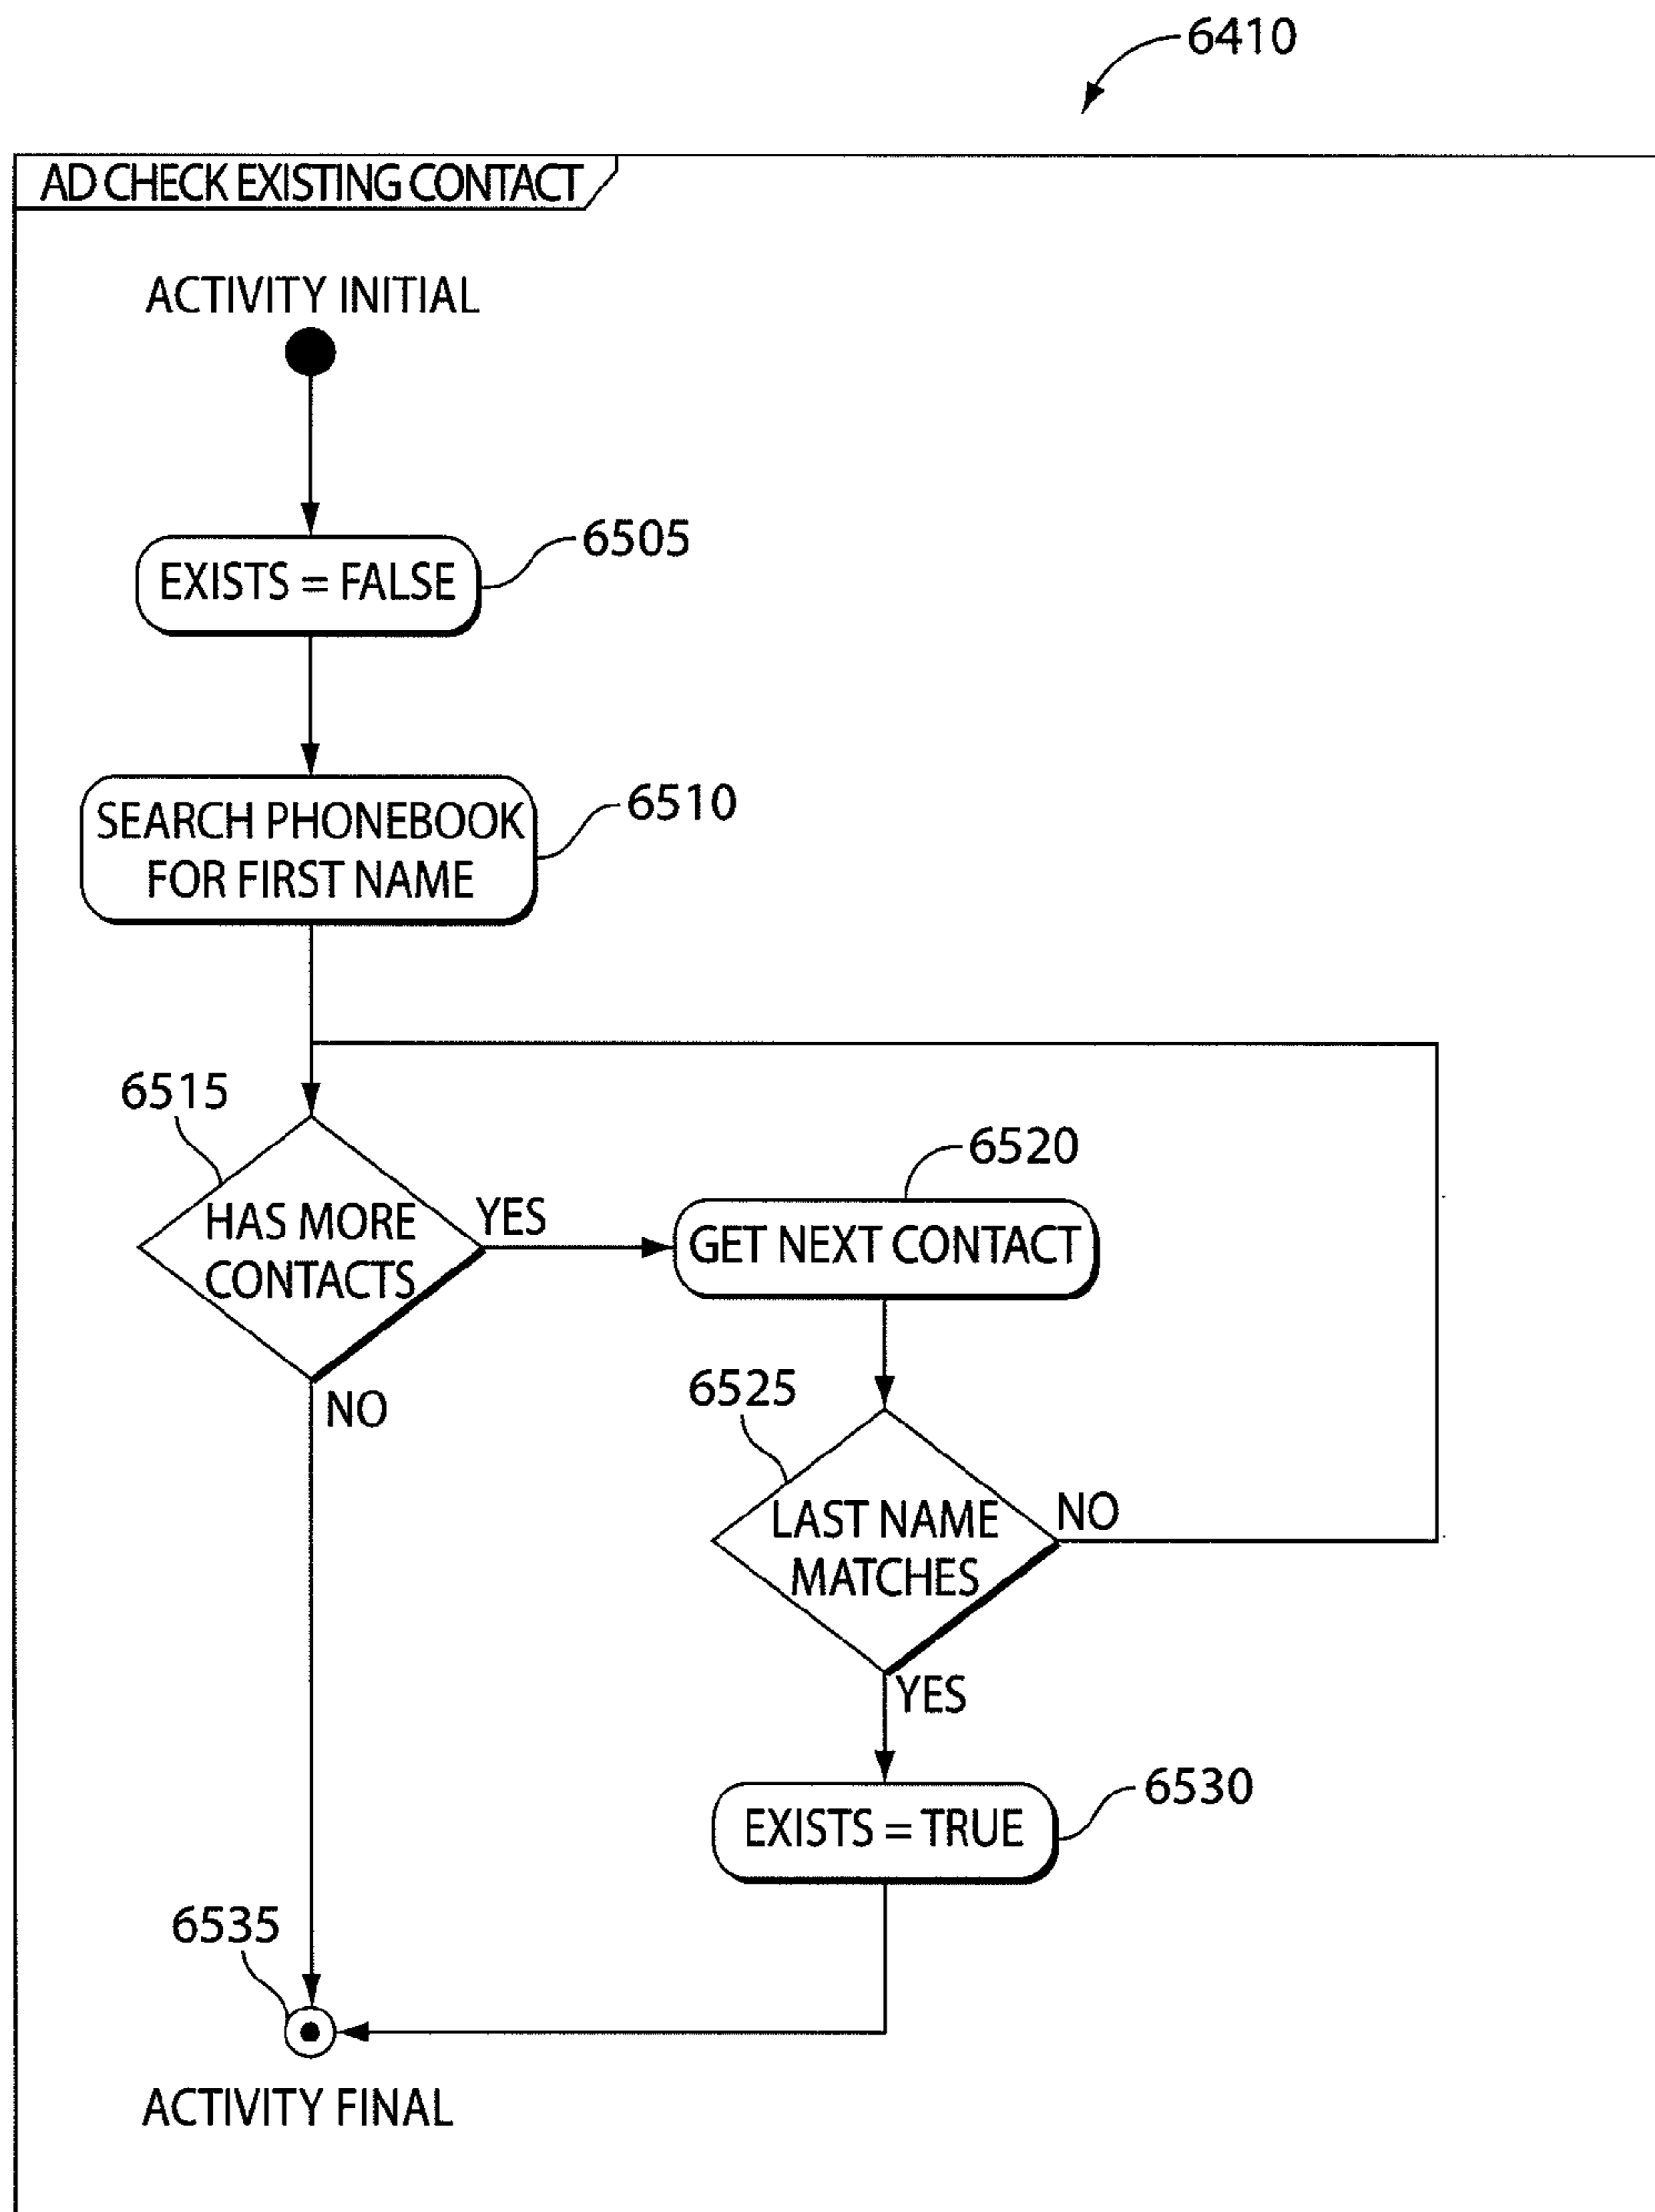 6410
AD CHECK EXISTING CONTACT
ACTIVITY INITIAL
6505
EXISTS = FALSE
6510
SEARCH PHONEBOOK
FOR FIRST NAME
6515
HAS MORE
CONTACTS
YES
NO
6520
GET NEXT CONTACT
6525
LAST NAME
MATCHES
NO
YES
6530
EXISTS = TRUE
6535
ACTIVITY FINAL